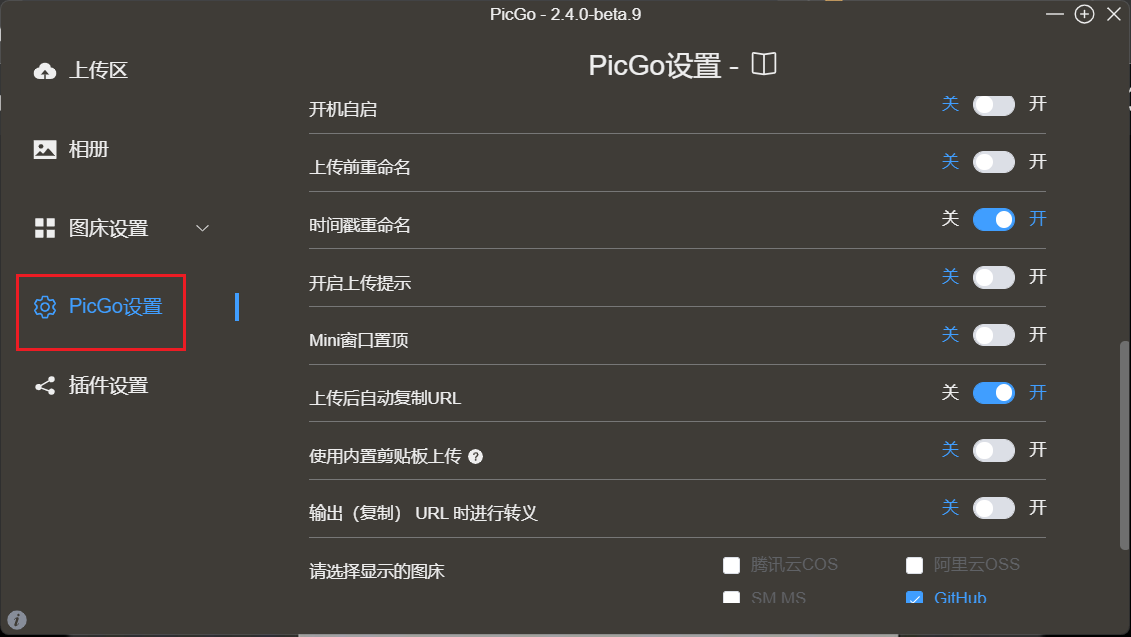 PicGo - 2.4.0-beta.9
上传区
相册
图床设置
PicGo设置
插件设置
PicGo设置 -
开机自启 关 开
上传前重命名 关 开
时间戳重命名 关 开
开启上传提示 关 开
Mini窗口置顶 关 开
上传后自动复制URL 关 开
使用内置剪贴板上传 ? 关 开
输出（复制） URL 时进行转义 关 开
请选择显示的图床 腾讯云COS 阿里云OSS
SM.MS GitHub